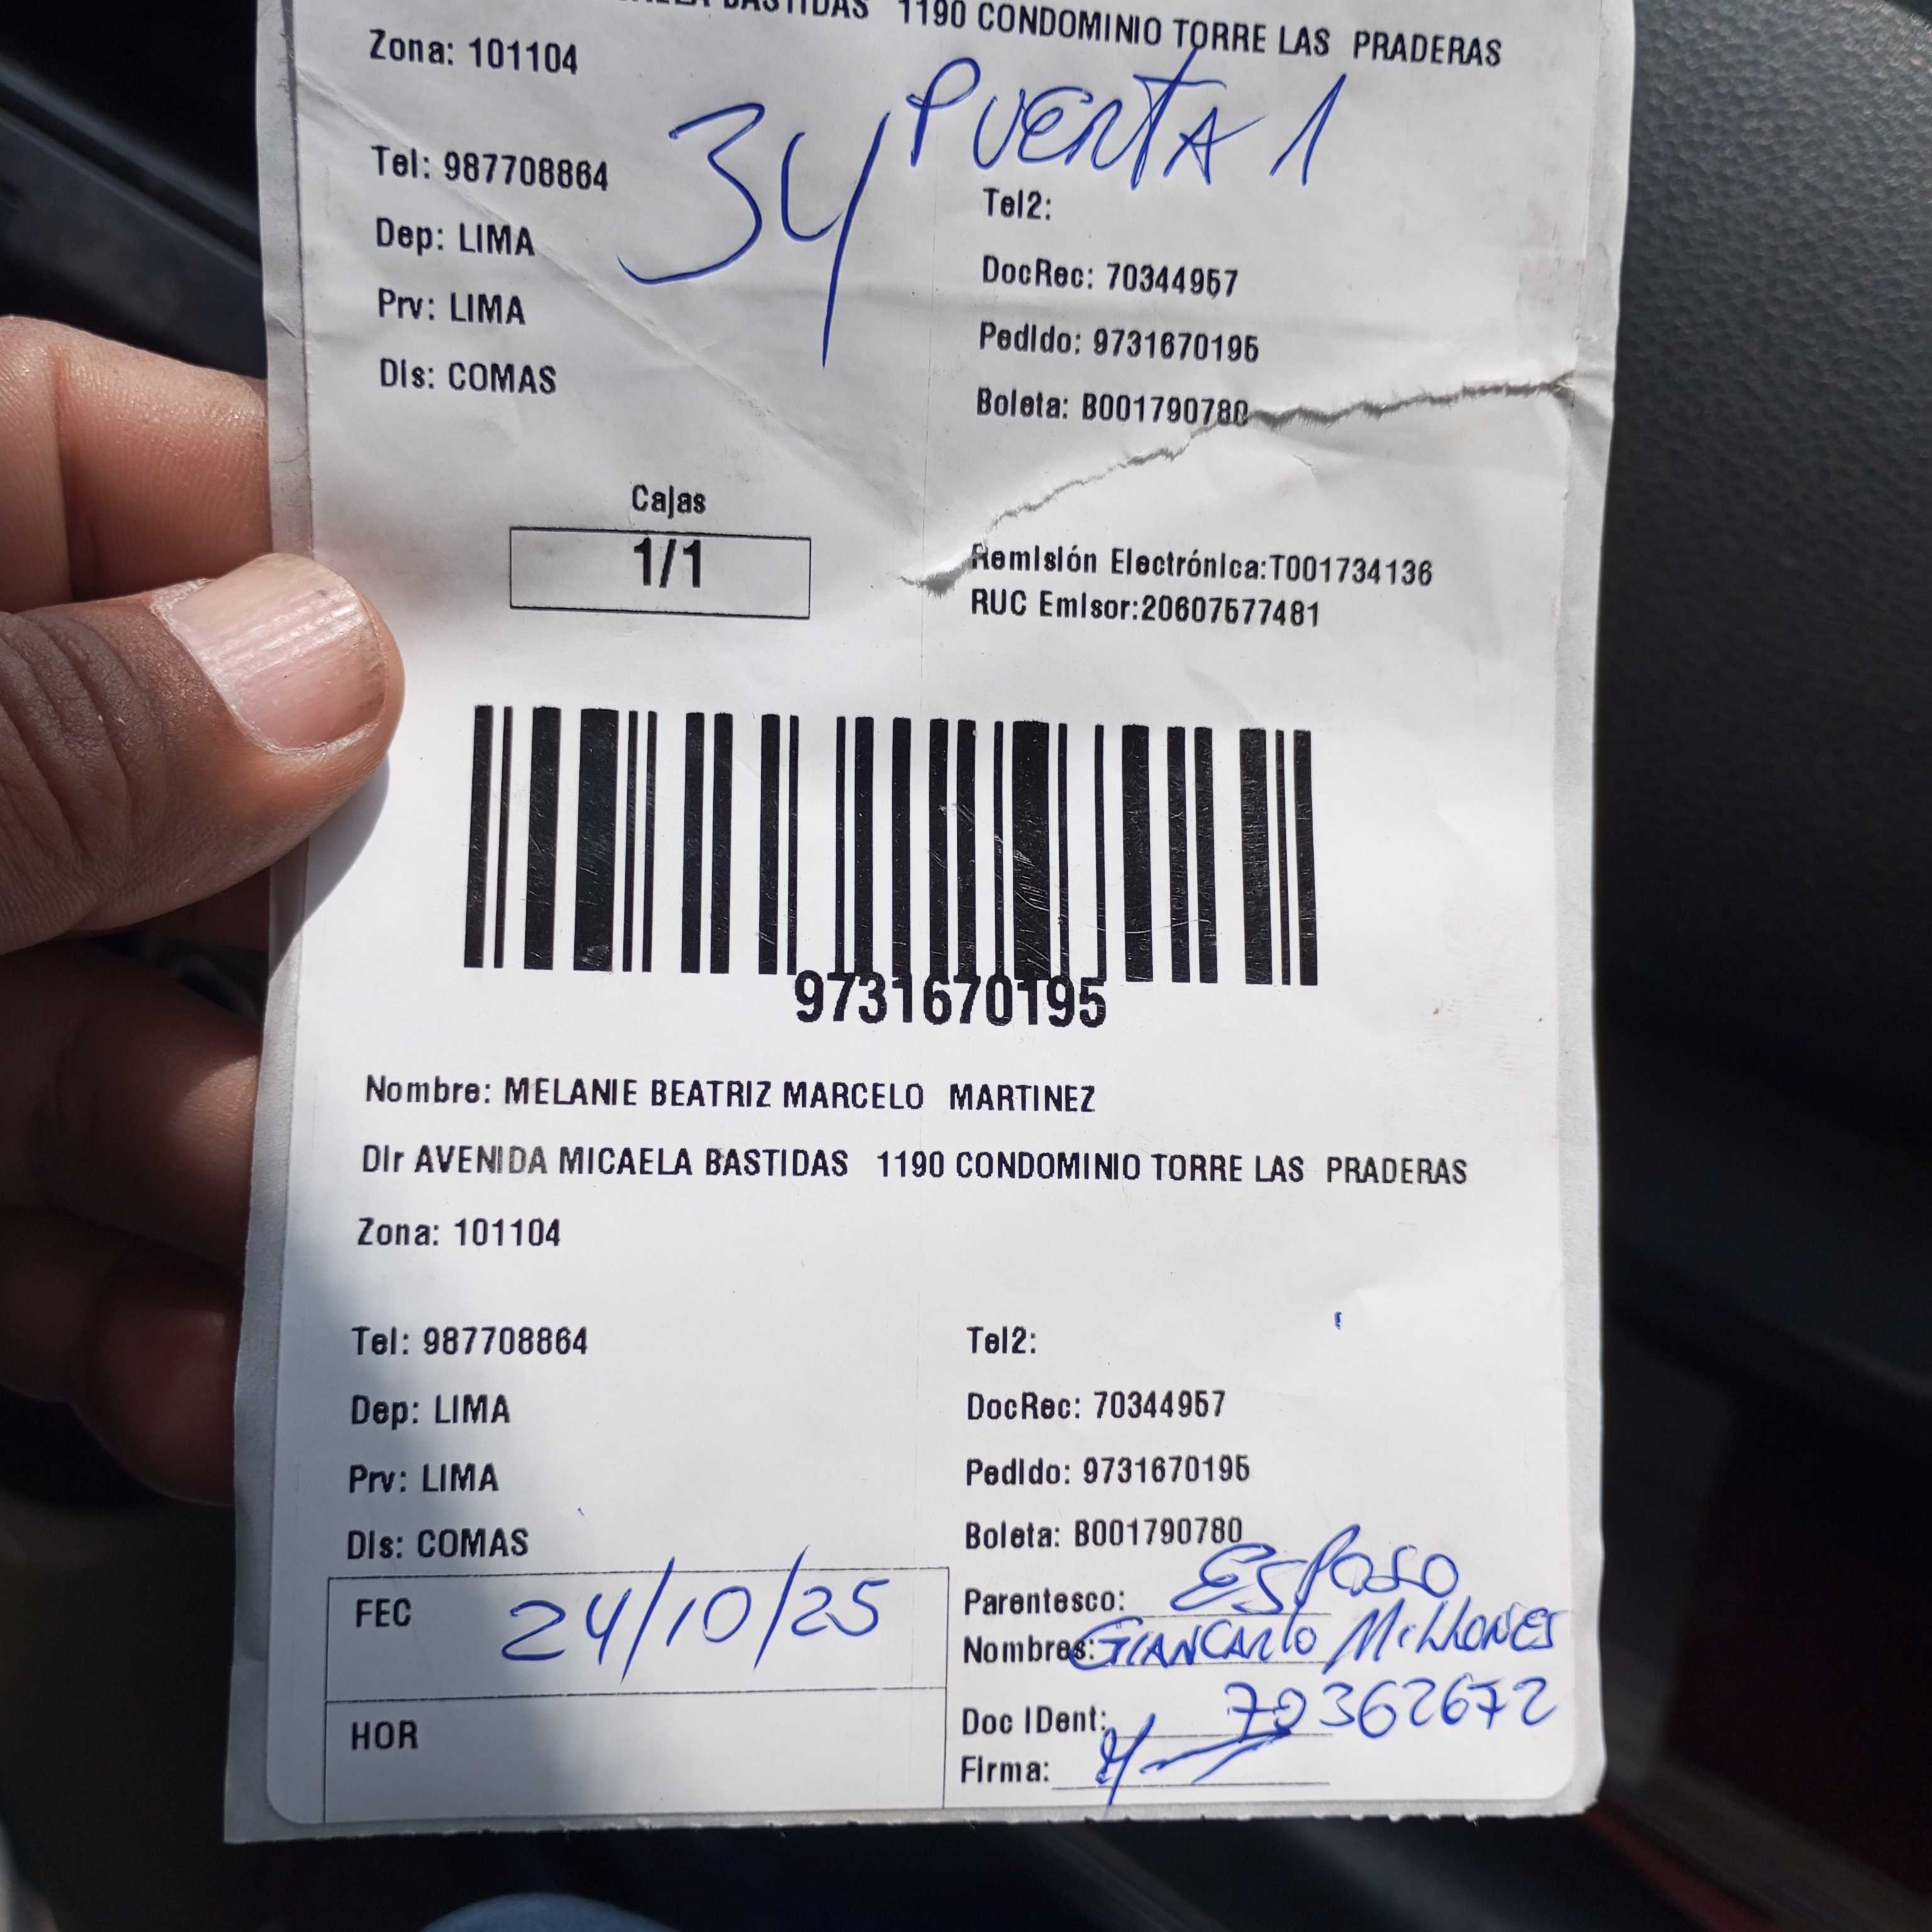 BASTIDAS 1190 CONDOMINIO TORRE LAS PRADERAS
Zona: 101104
34 PUERTA 1
Tel: 987708864
Tel2:
Dep: LIMA
DocRec: 70344957
Prv: LIMA
Pedido: 9731670195
Dis: COMAS
Boleta: B001790780
Cajas
1/1
Remisión Electrónica:T001734136
RUC Emisor:20607577481
9731670195
Nombre: MELANIE BEATRIZ MARCELO MARTINEZ
Dir AVENIDA MICAELA BASTIDAS 1190 CONDOMINIO TORRE LAS PRADERAS
Zona: 101104
Tel: 987708864
Tel2:
Dep: LIMA
DocRec: 70344957
Prv: LIMA
Pedido: 9731670195
Dis: COMAS
Boleta: B001790780
FEC 24/10/25
Parentesco: ESPOSO
Nombres: GIANCARLO MILLONES
HOR
Doc IDent: 70362672
Firma: